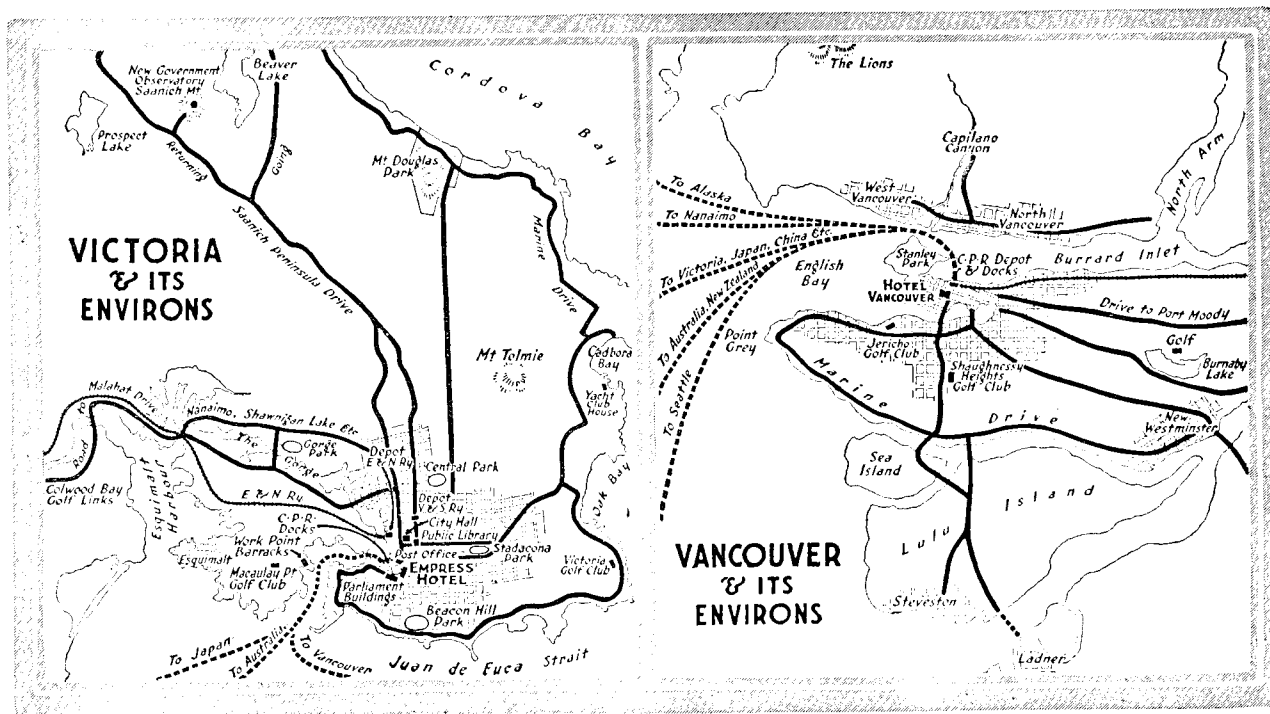 New Government
Observatory
Saanich Mt.
Beaver
Lake
Prospect
Lake
Returning
Going
Cordova Bay
Mt Douglas
Park
Saanich Peninsula Drive
Marine Drive
VICTORIA
& ITS
ENVIRONS
Mt Tolmie
Cadboro
Bay
Yacht
Club
House
Malahat Drive
Road to
Nanaimo, Shawnigan Lake Etc
The Gorge
Gorge
Park
Depot
E & N Ry
Central Park
Colwood Bay
Golf Links
Esquimalt
Harbour
E & N Ry
Depot
V. & S. Ry
Oak Bay
C·P·R·
Docks
City Hall
Public Library
Work Point
Barracks
Post Office
Stadacona
Park
Esquimalt
Macaulay Pt
Golf Club
EMPRESS
HOTEL
Victoria
Golf Club
Parliament
Buildings
Beacon Hill
Park
To Japan
To Australia,
To Vancouver
Juan de Fuca Strait
The Lions
Capilano
Canyon
North Arm
To Alaska
West
Vancouver
To Nanaimo
North
Vancouver
To Victoria, Japan, China Etc.
Stanley
Park
C·P·R Depot
& Docks
Burrard Inlet
English
Bay
HOTEL
VANCOUVER
To Australia, New Zealand
Drive to Port Moody
Point
Grey
Jericho
Golf Club
Golf
Burnaby
Lake
Shaughnessy
Heights
Golf Club
To Seattle
Marine Drive
New
Westminster
Sea
Island
Lulu Island
VANCOUVER
& ITS
ENVIRONS
Steveston
Ladner